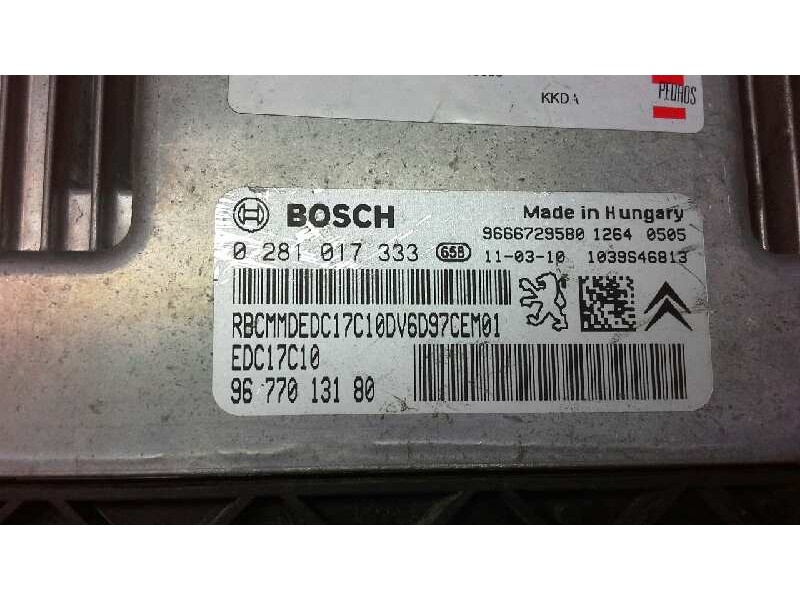 KKDA
PEDROS
BOSCH
Made in Hungary
9666729580 1264 0505
0 281 017 333 65B 11-03-10 1039S46813
RBCMMDEDC17C10DV6D97CEM01
EDC17C10
96 770 131 80